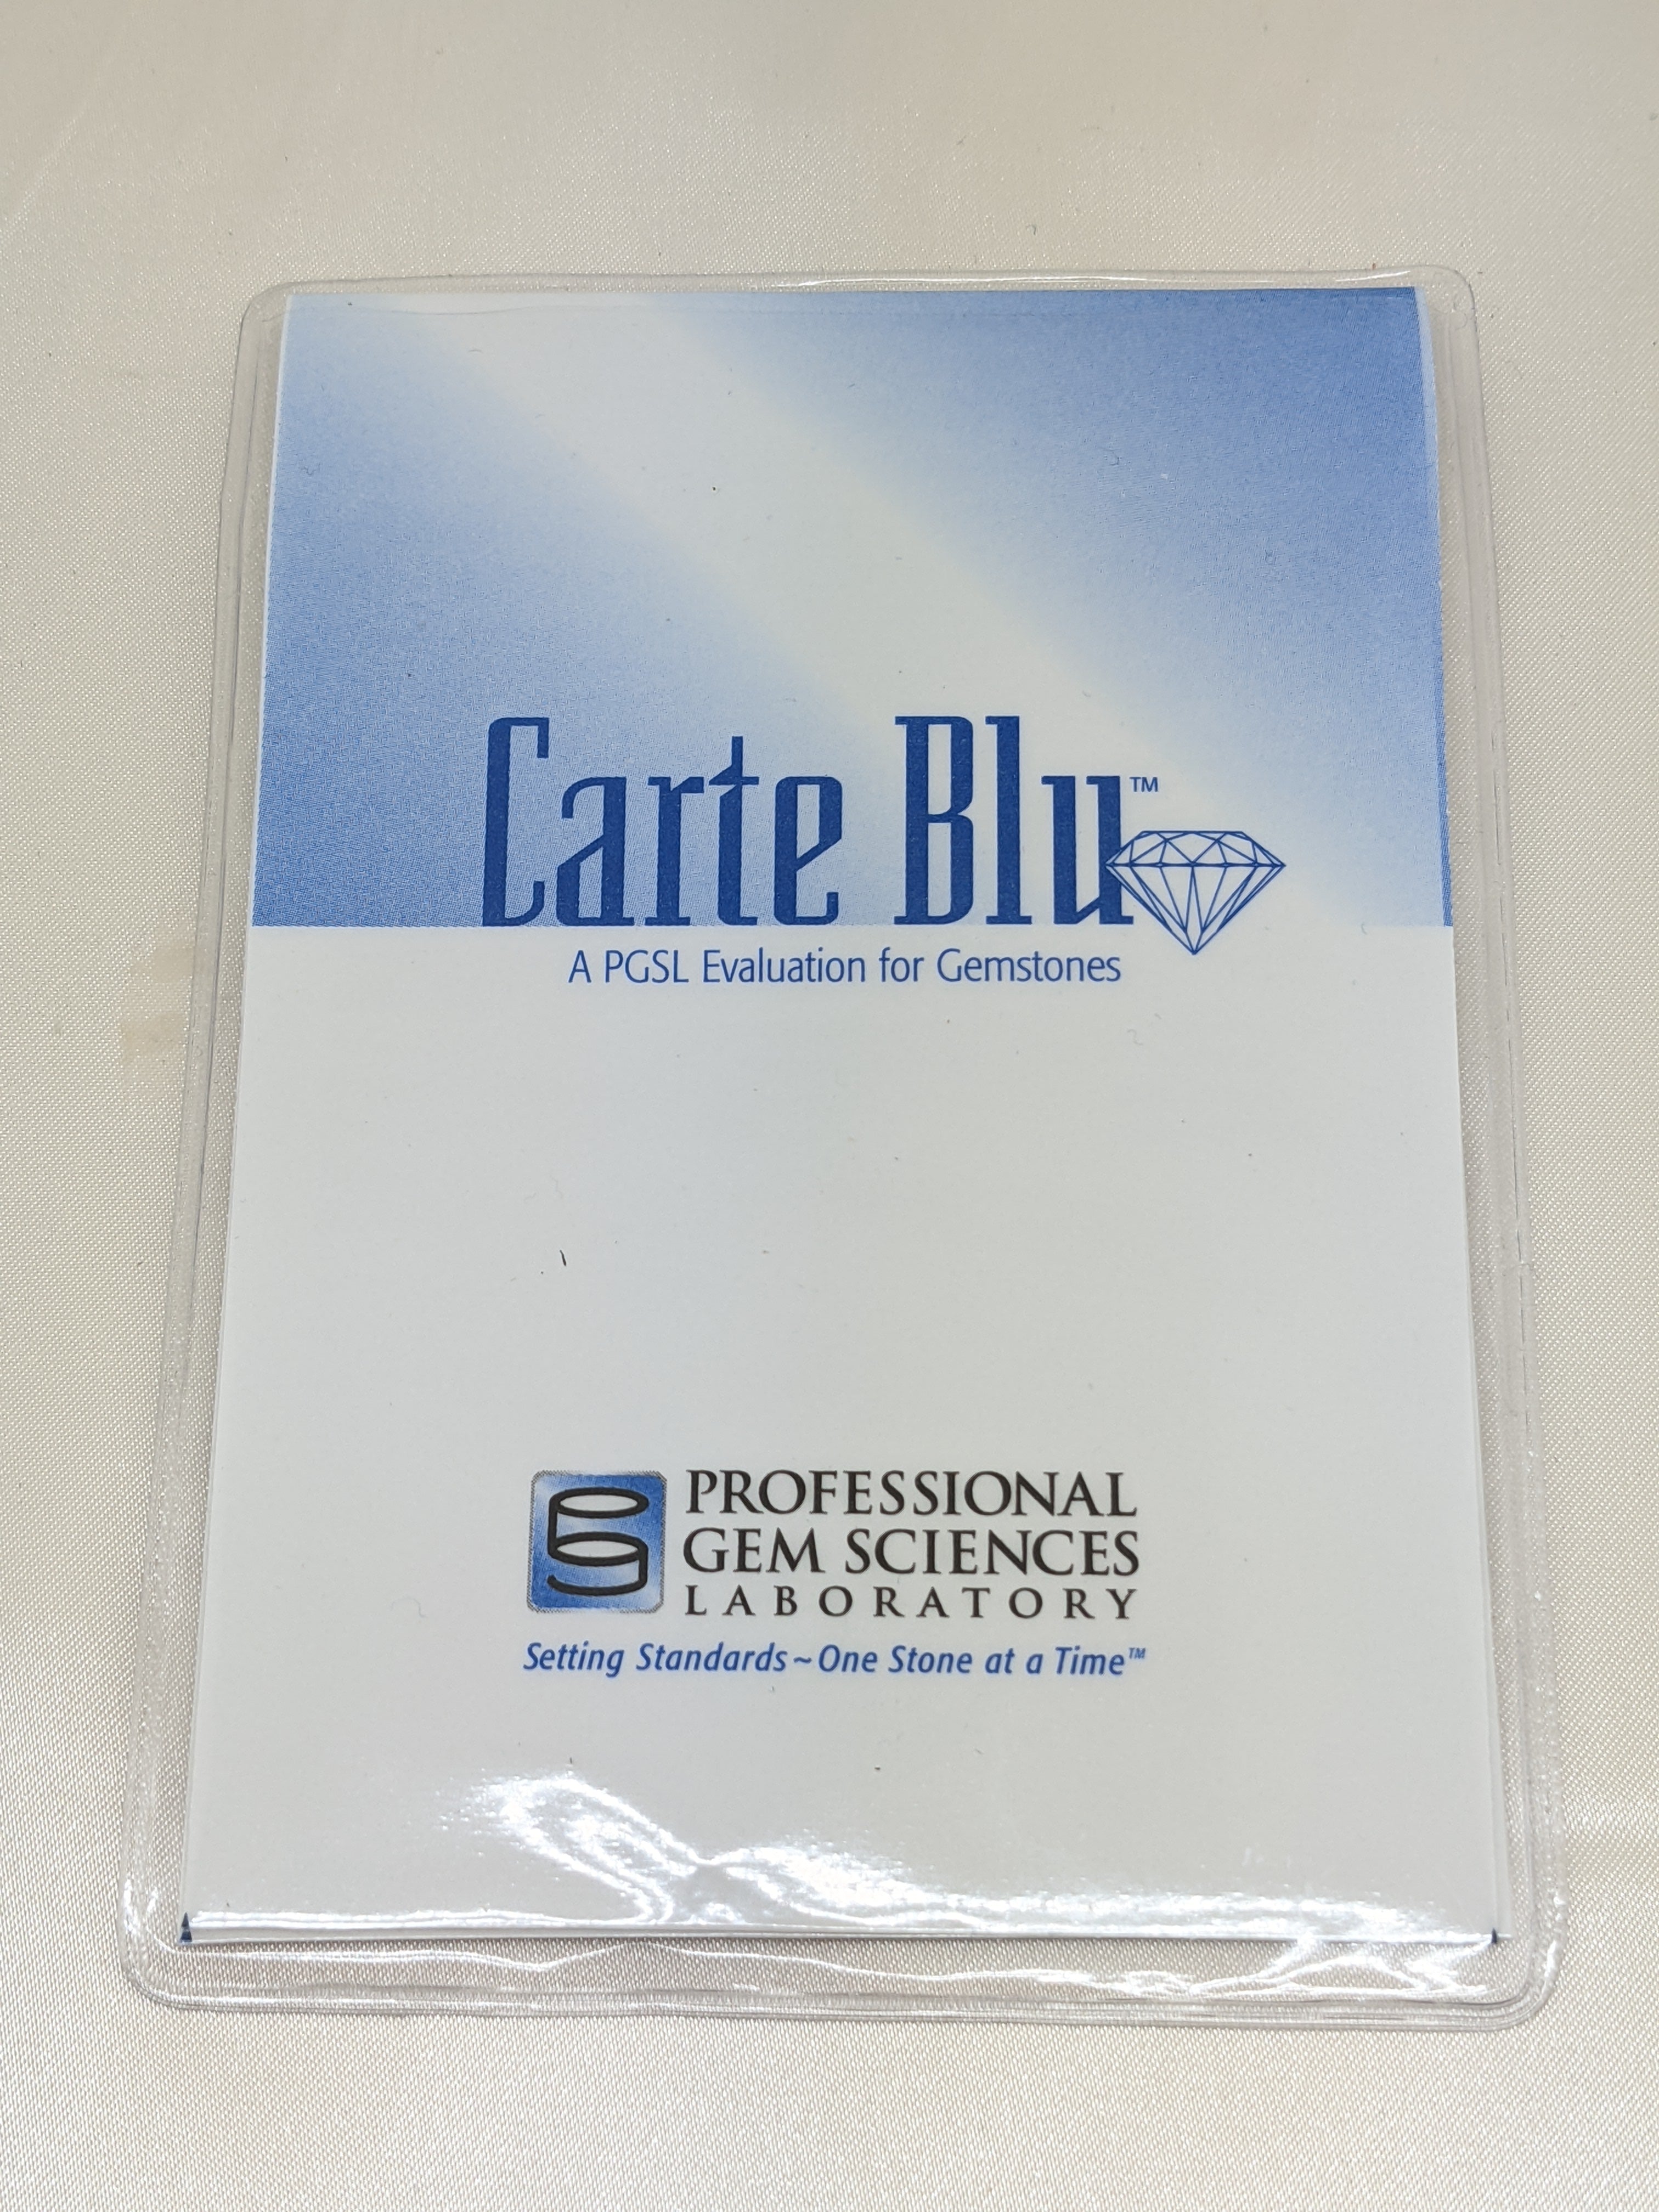 Carte Blu™
A PGSL Evaluation for Gemstones
PROFESSIONAL
GEM SCIENCES
LABORATORY
Setting Standards~One Stone at a Time™